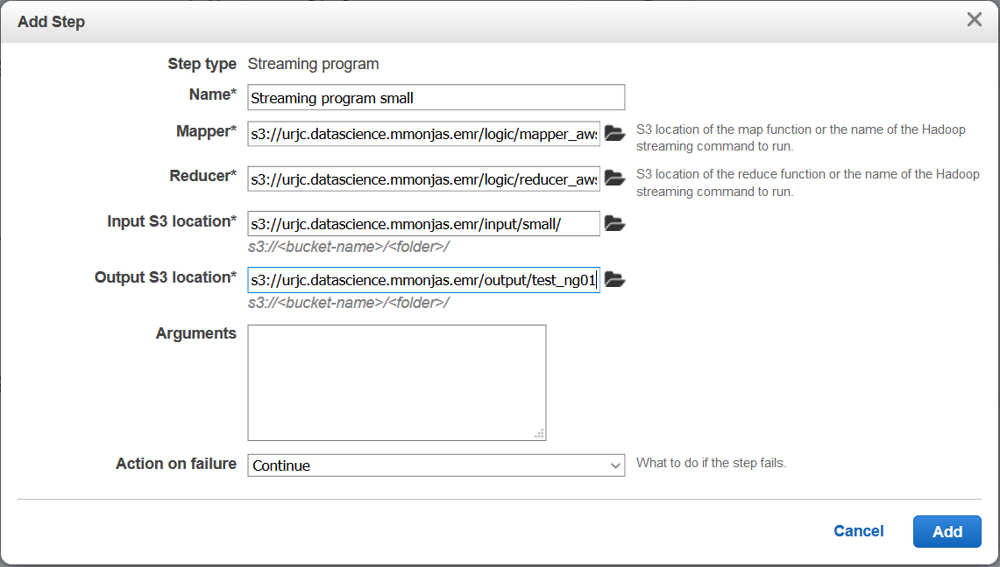 Add Step
Step type Streaming program
Name* Streaming program small
Mapper* s3://urjc.datascience.mmonjas.emr/logic/mapper_aws
S3 location of the map function or the name of the Hadoop
streaming command to run.
Reducer* s3://urjc.datascience.mmonjas.emr/logic/reducer_aws
S3 location of the reduce function or the name of the Hadoop
streaming command to run.
Input S3 location* s3://urjc.datascience.mmonjas.emr/input/small/
s3://<bucket-name>/<folder>/
Output S3 location* s3://urjc.datascience.mmonjas.emr/output/test_ng01
s3://<bucket-name>/<folder>/
Arguments
Action on failure Continue What to do if the step fails.
Cancel Add